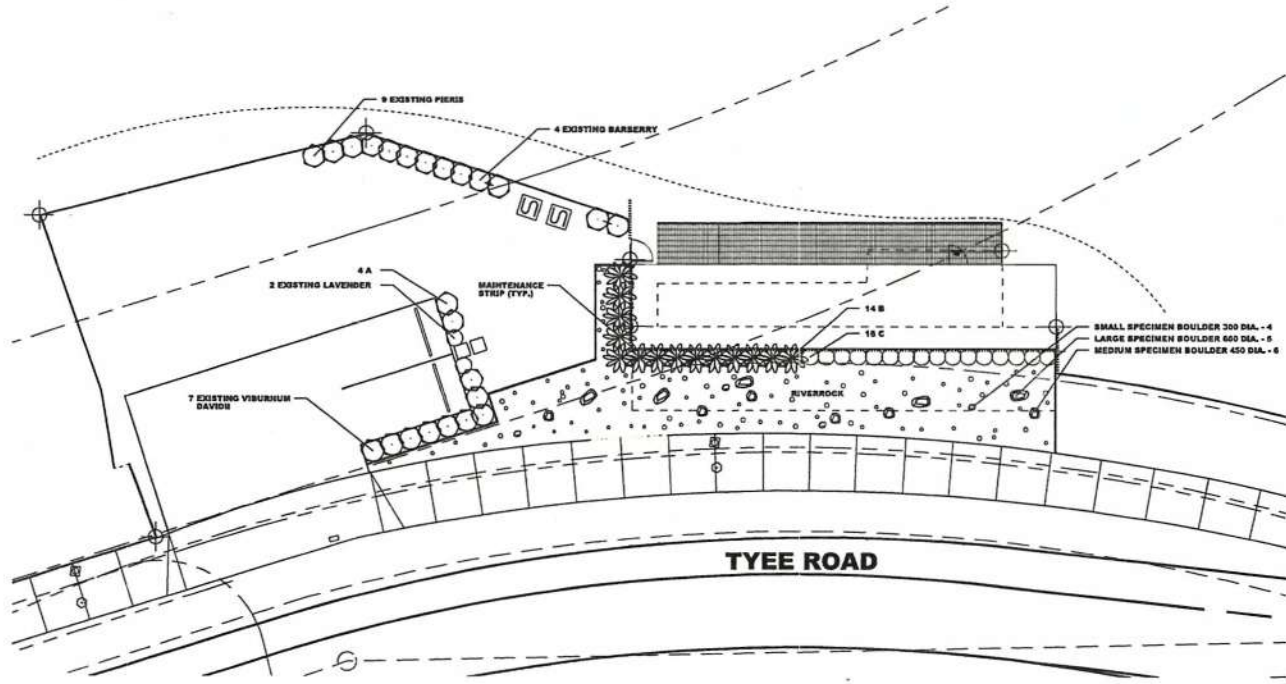 9 EXISTING PIERIS
4 EXISTING BARBERRY
4 A
2 EXISTING LAVENDER
MAINTENANCE
STRIP (TYP.)
14 B
16 C
SMALL SPECIMEN BOULDER 300 DIA. - 4
LARGE SPECIMEN BOULDER 600 DIA. - 5
MEDIUM SPECIMEN BOULDER 450 DIA. - 6
RIVERROCK
7 EXISTING VIBURNUM
DAVIDII
TYEE ROAD